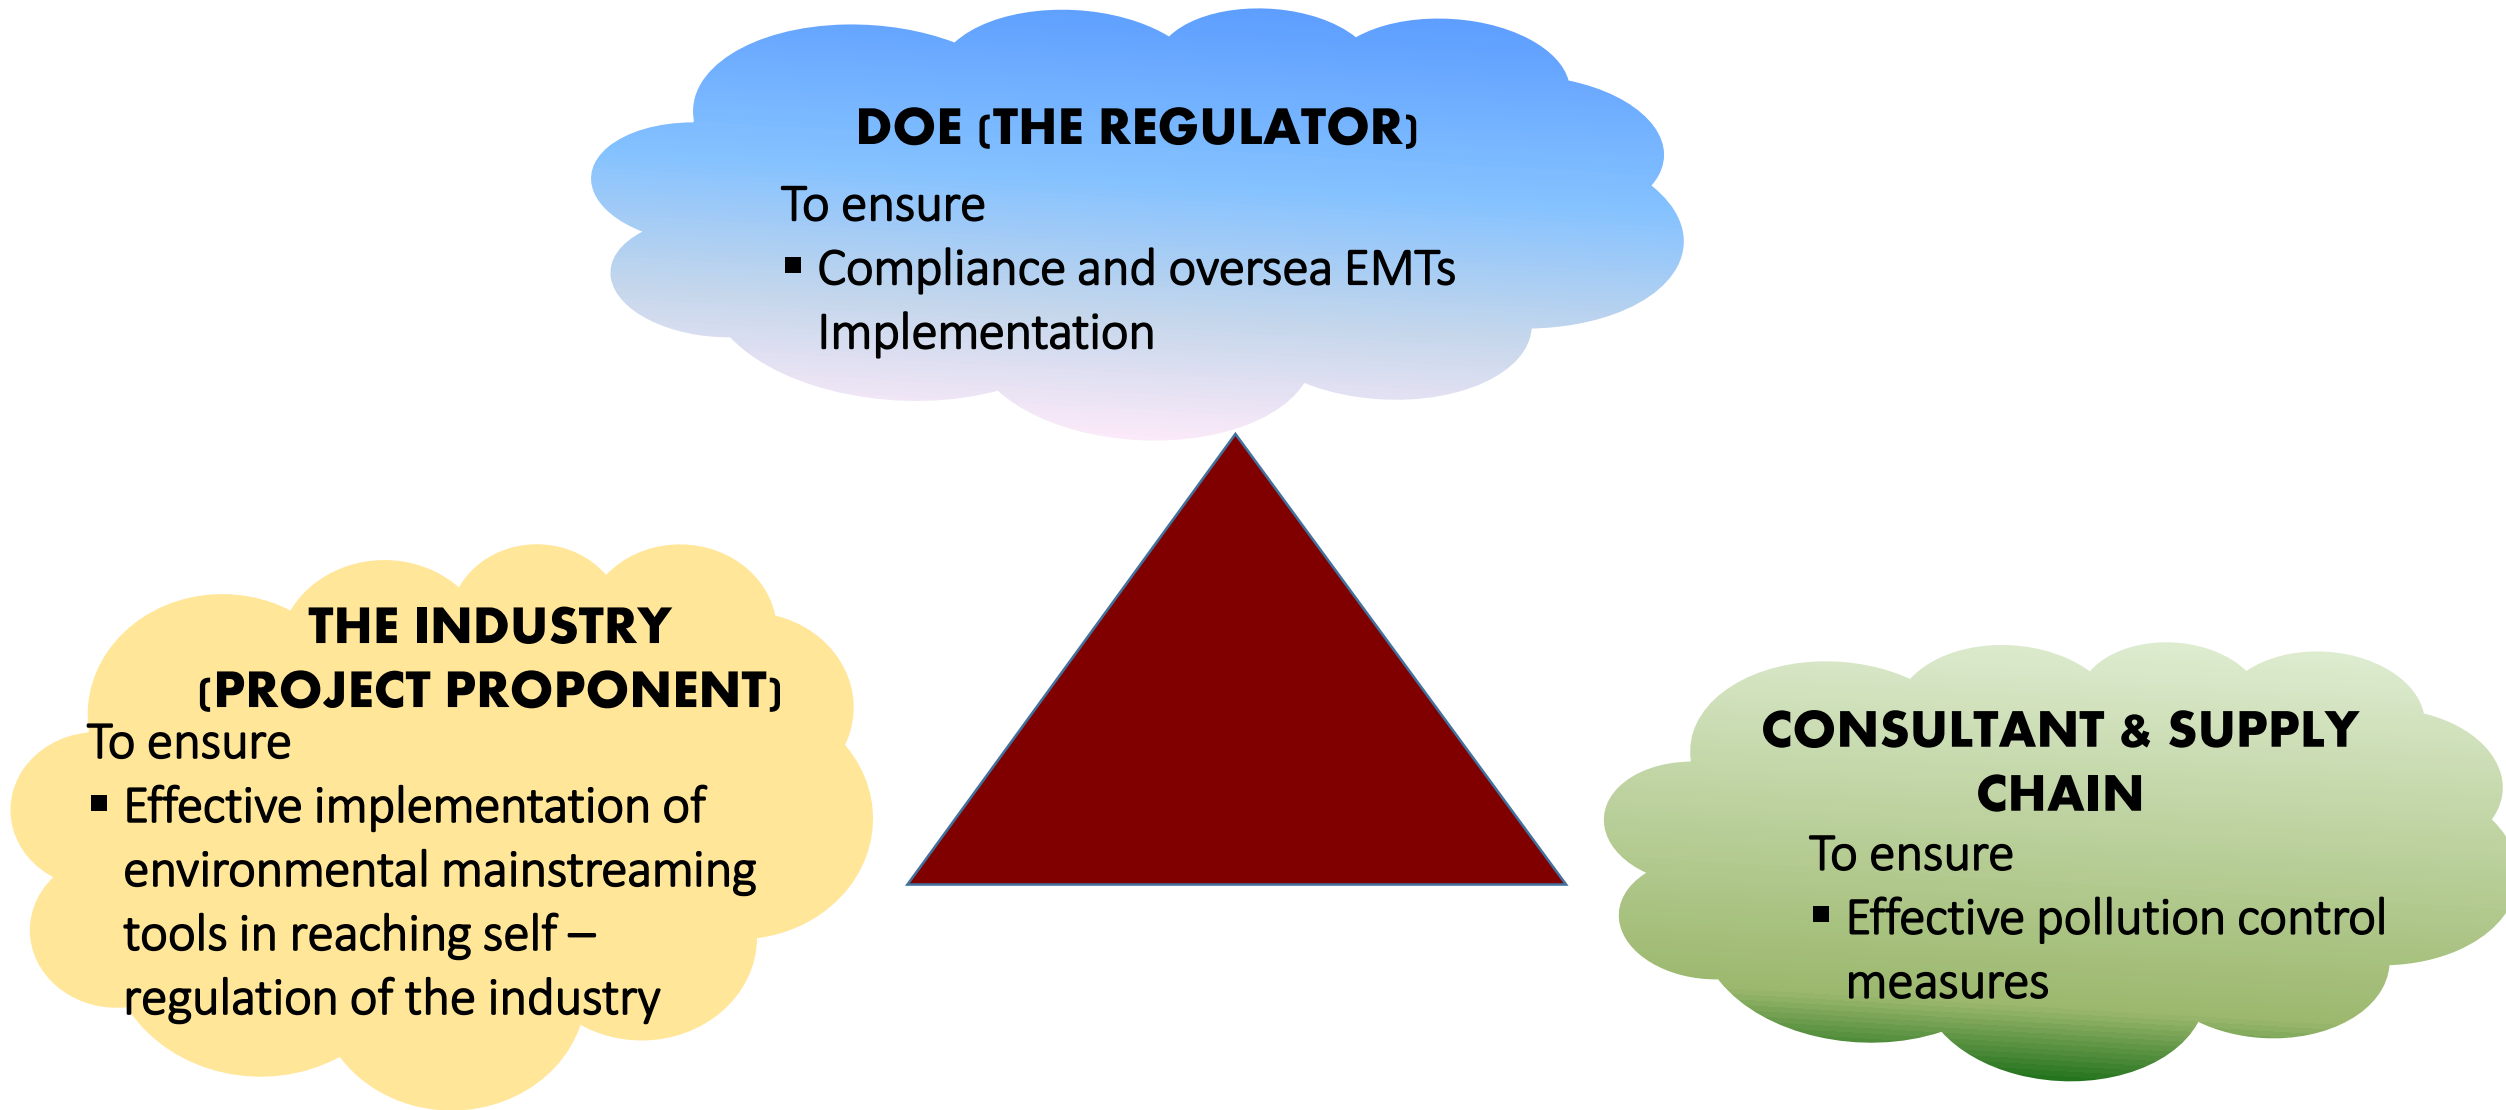 DOE (THE REGULATOR)
To ensure
▪ Compliance and oversea EMTs
Implementation
THE INDUSTRY
(PROJECT PROPONENT)
To ensure
▪ Effective implementation of
environmental mainstreaming
tools in reaching self –
regulation of the industry
CONSULTANT & SUPPLY
CHAIN
To ensure
▪ Effective pollution control
measures